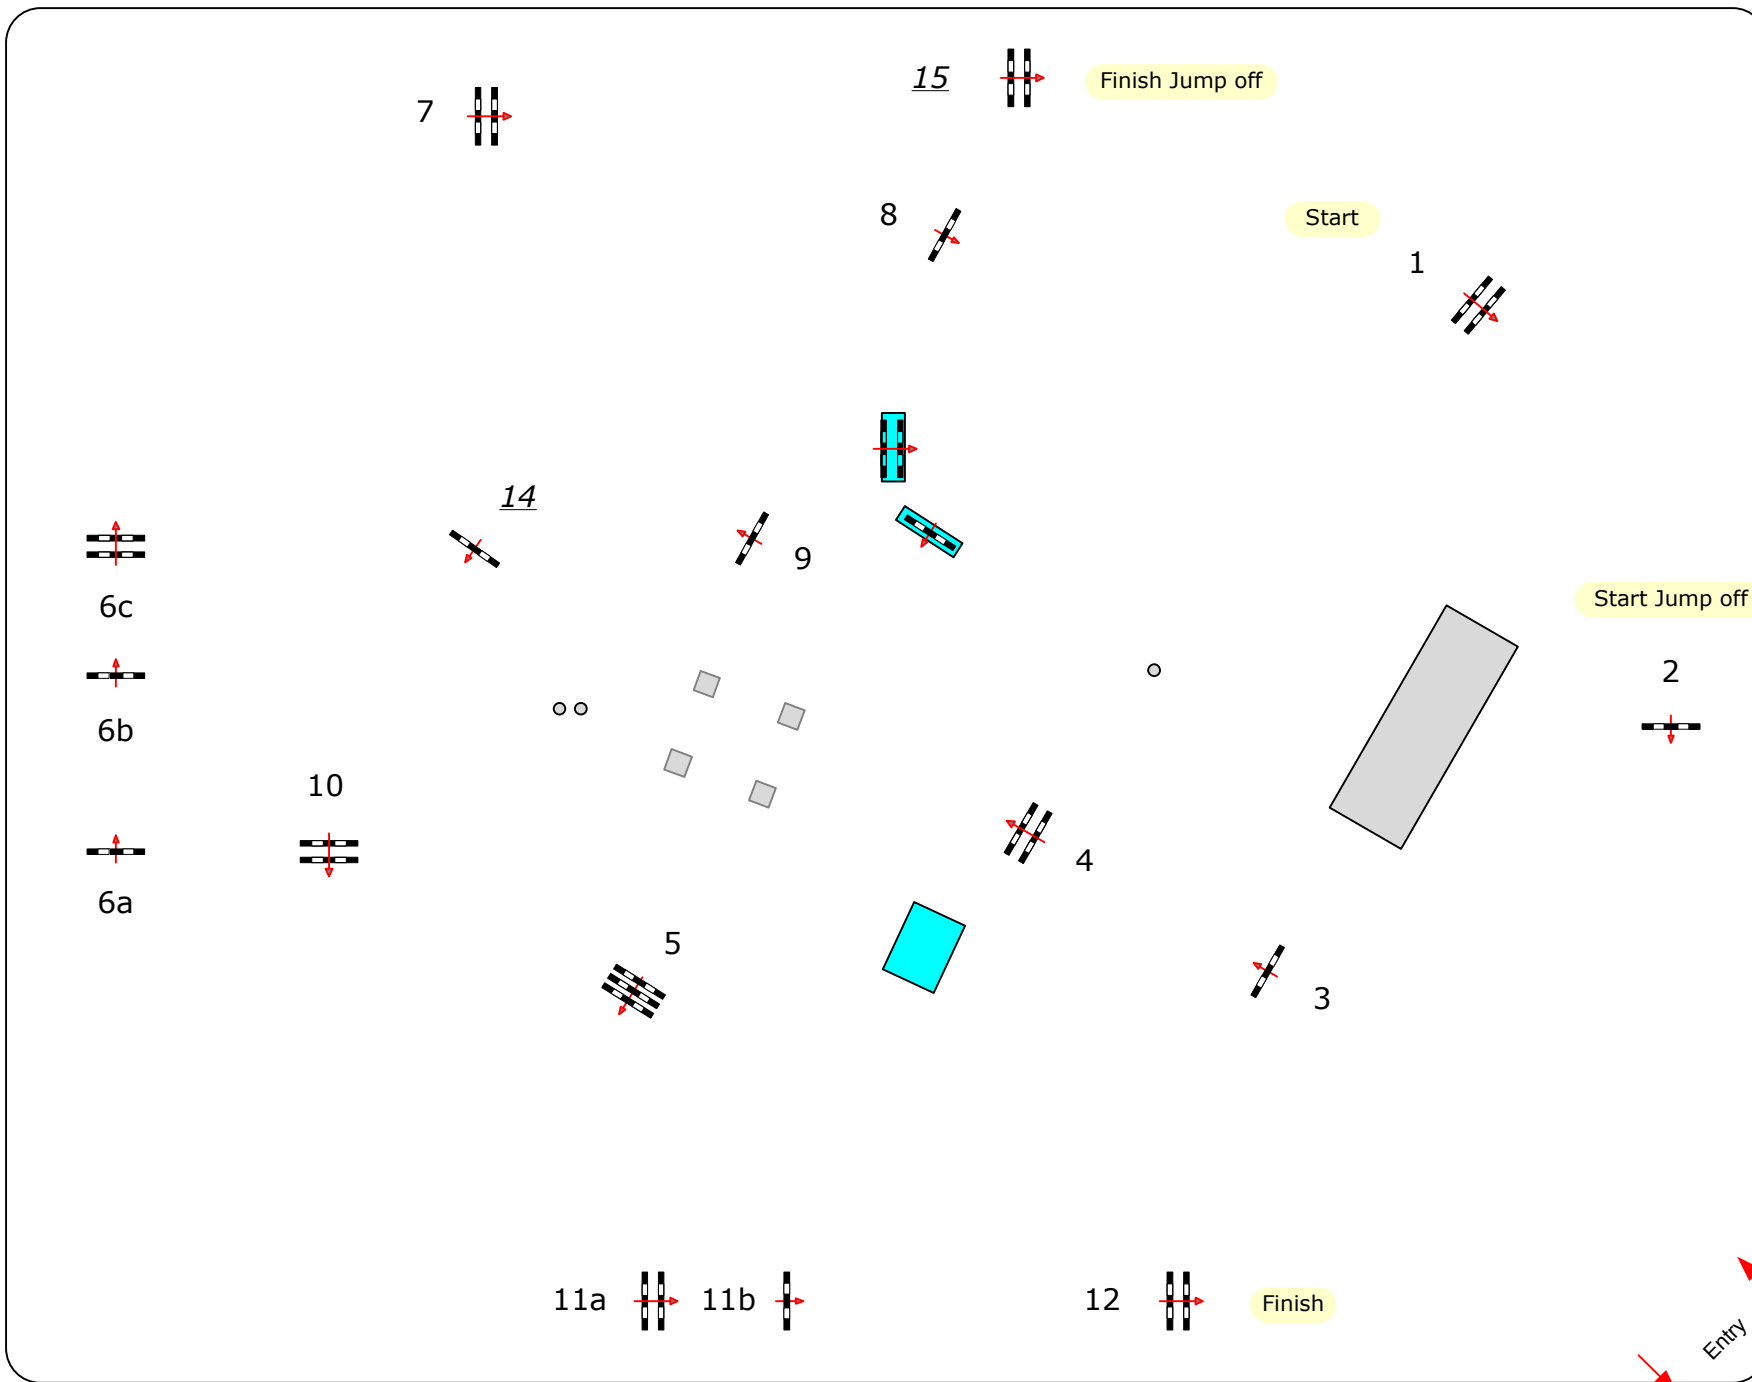 15
Finish Jump off
7
8
Start
1
14
9
6c
Start Jump off
2
6b
10
4
6a
5
3
11a
11b
12
Finish
Entry